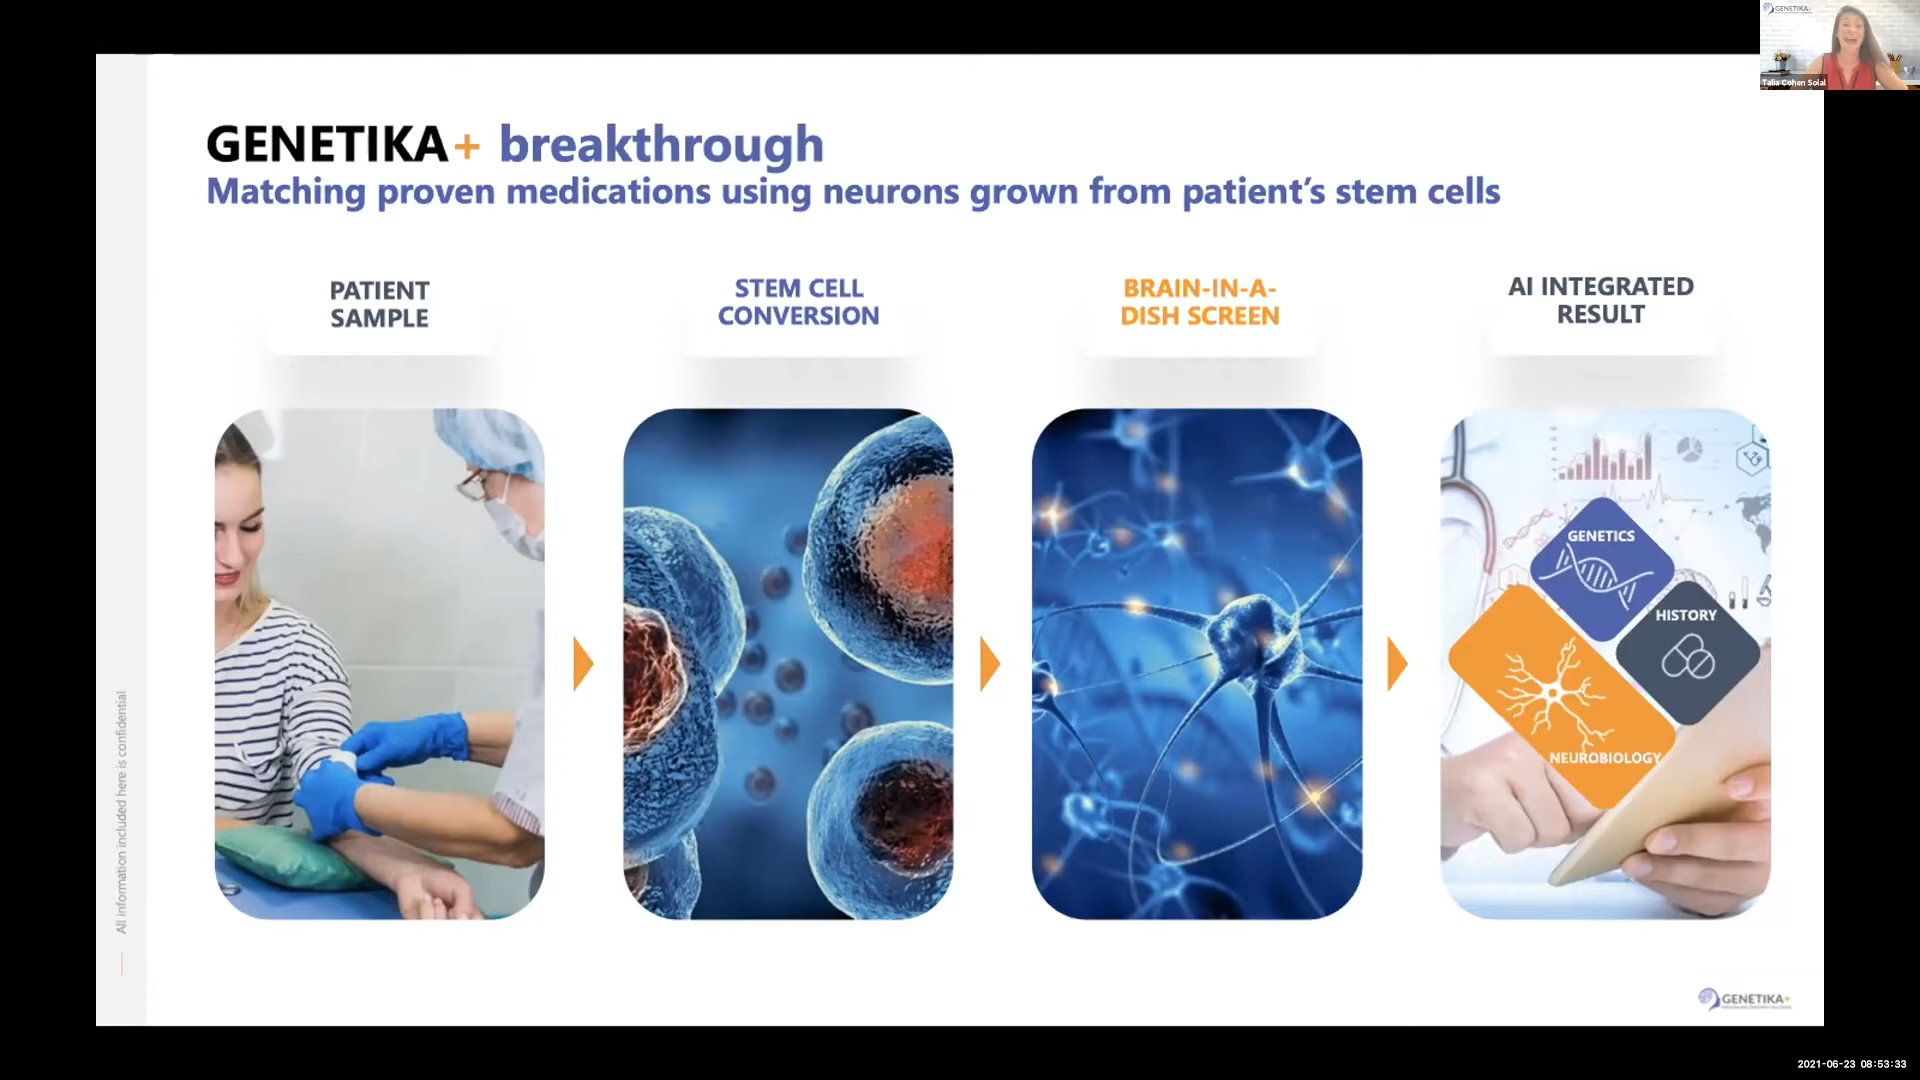 GENETIKA+ breakthrough
Matching proven medications using neurons grown from patient's stem cells
PATIENT
SAMPLE
STEM CELL
CONVERSION
BRAIN-IN-A-
DISH SCREEN
AI INTEGRATED
RESULT
GENETICS
HISTORY
NEUROBIOLOGY
All information included here is confidential
GENETIKA+
GENETIKA+
Talia Cohen Solal
2021-06-23 08:53:33